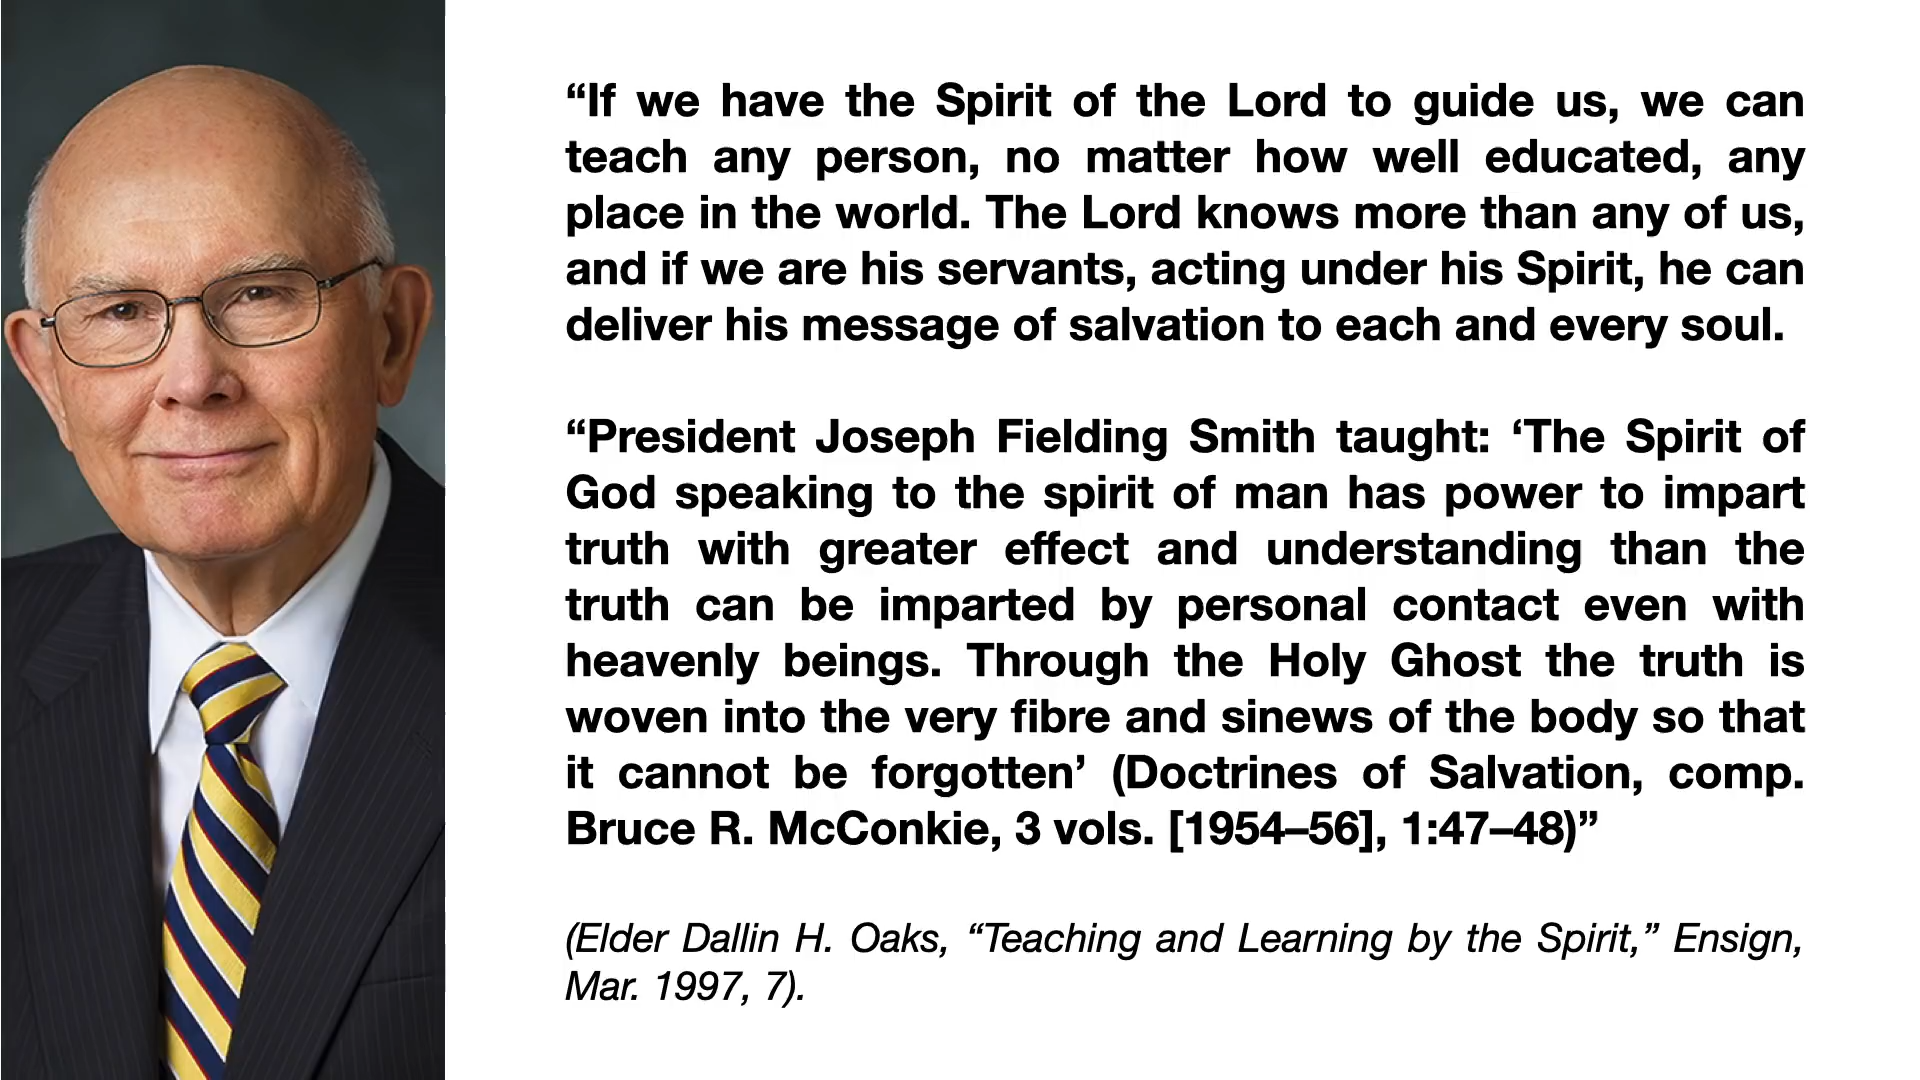 “If we have the Spirit of the Lord to guide us, we can
teach any person, no matter how well educated, any
place in the world. The Lord knows more than any of us,
and if we are his servants, acting under his Spirit, he can
deliver his message of salvation to each and every soul.
“President Joseph Fielding Smith taught: ‘The Spirit of
God speaking to the spirit of man has power to impart
truth with greater effect and understanding than the
truth can be imparted by personal contact even with
heavenly beings. Through the Holy Ghost the truth is
woven into the very fibre and sinews of the body so that
it cannot be forgotten’ (Doctrines of Salvation, comp.
Bruce R. McConkie, 3 vols. [1954–56], 1:47–48)”
(Elder Dallin H. Oaks, “Teaching and Learning by the Spirit,” Ensign,
Mar. 1997, 7).